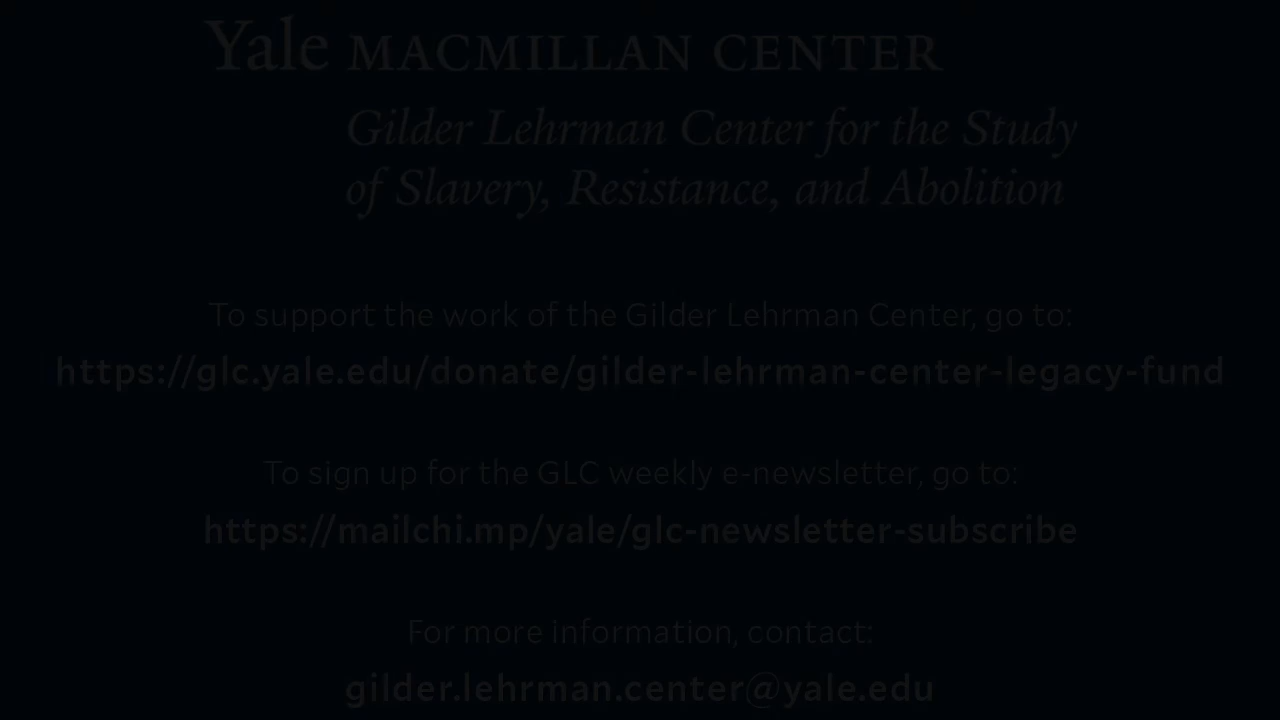 Yale MACMILLAN CENTER
Gilder Lehrman Center for the Study
of Slavery, Resistance, and Abolition
To support the work of the Gilder Lehrman Center, go to:
https://glc.yale.edu/donate/gilder-lehrman-center-legacy-fund
To sign up for the GLC weekly e-newsletter, go to:
https://mailchi.mp/yale/glc-newsletter-subscribe
For more information, contact:
gilder.lehrman.center@yale.edu